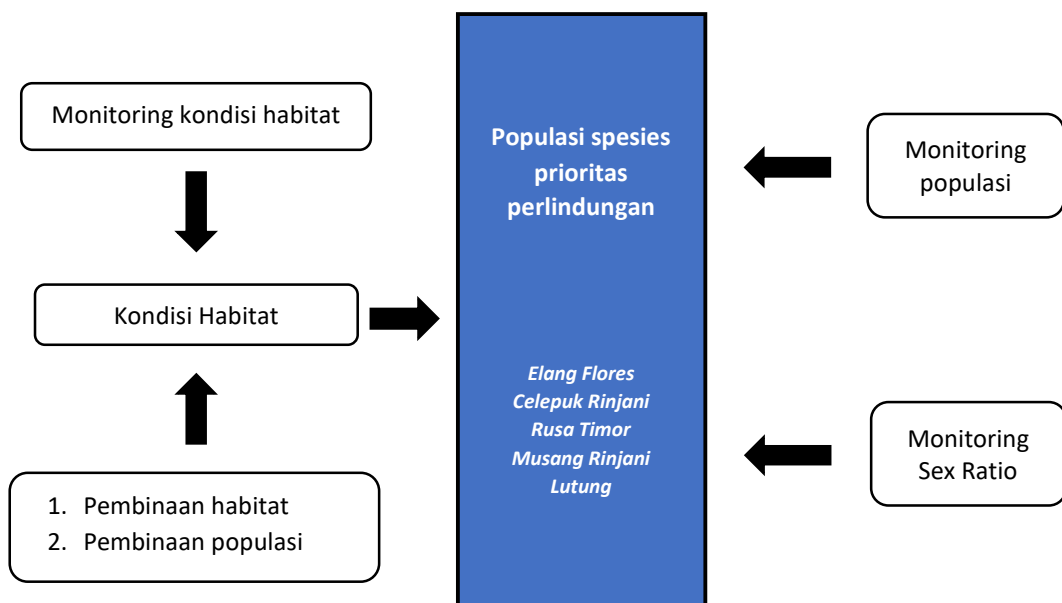 Monitoring kondisi habitat
Kondisi Habitat
1. Pembinaan habitat
2. Pembinaan populasi
Populasi spesies
prioritas
perlindungan
Elang Flores
Celepuk Rinjani
Rusa Timor
Musang Rinjani
Lutung
Monitoring
populasi
Monitoring
Sex Ratio